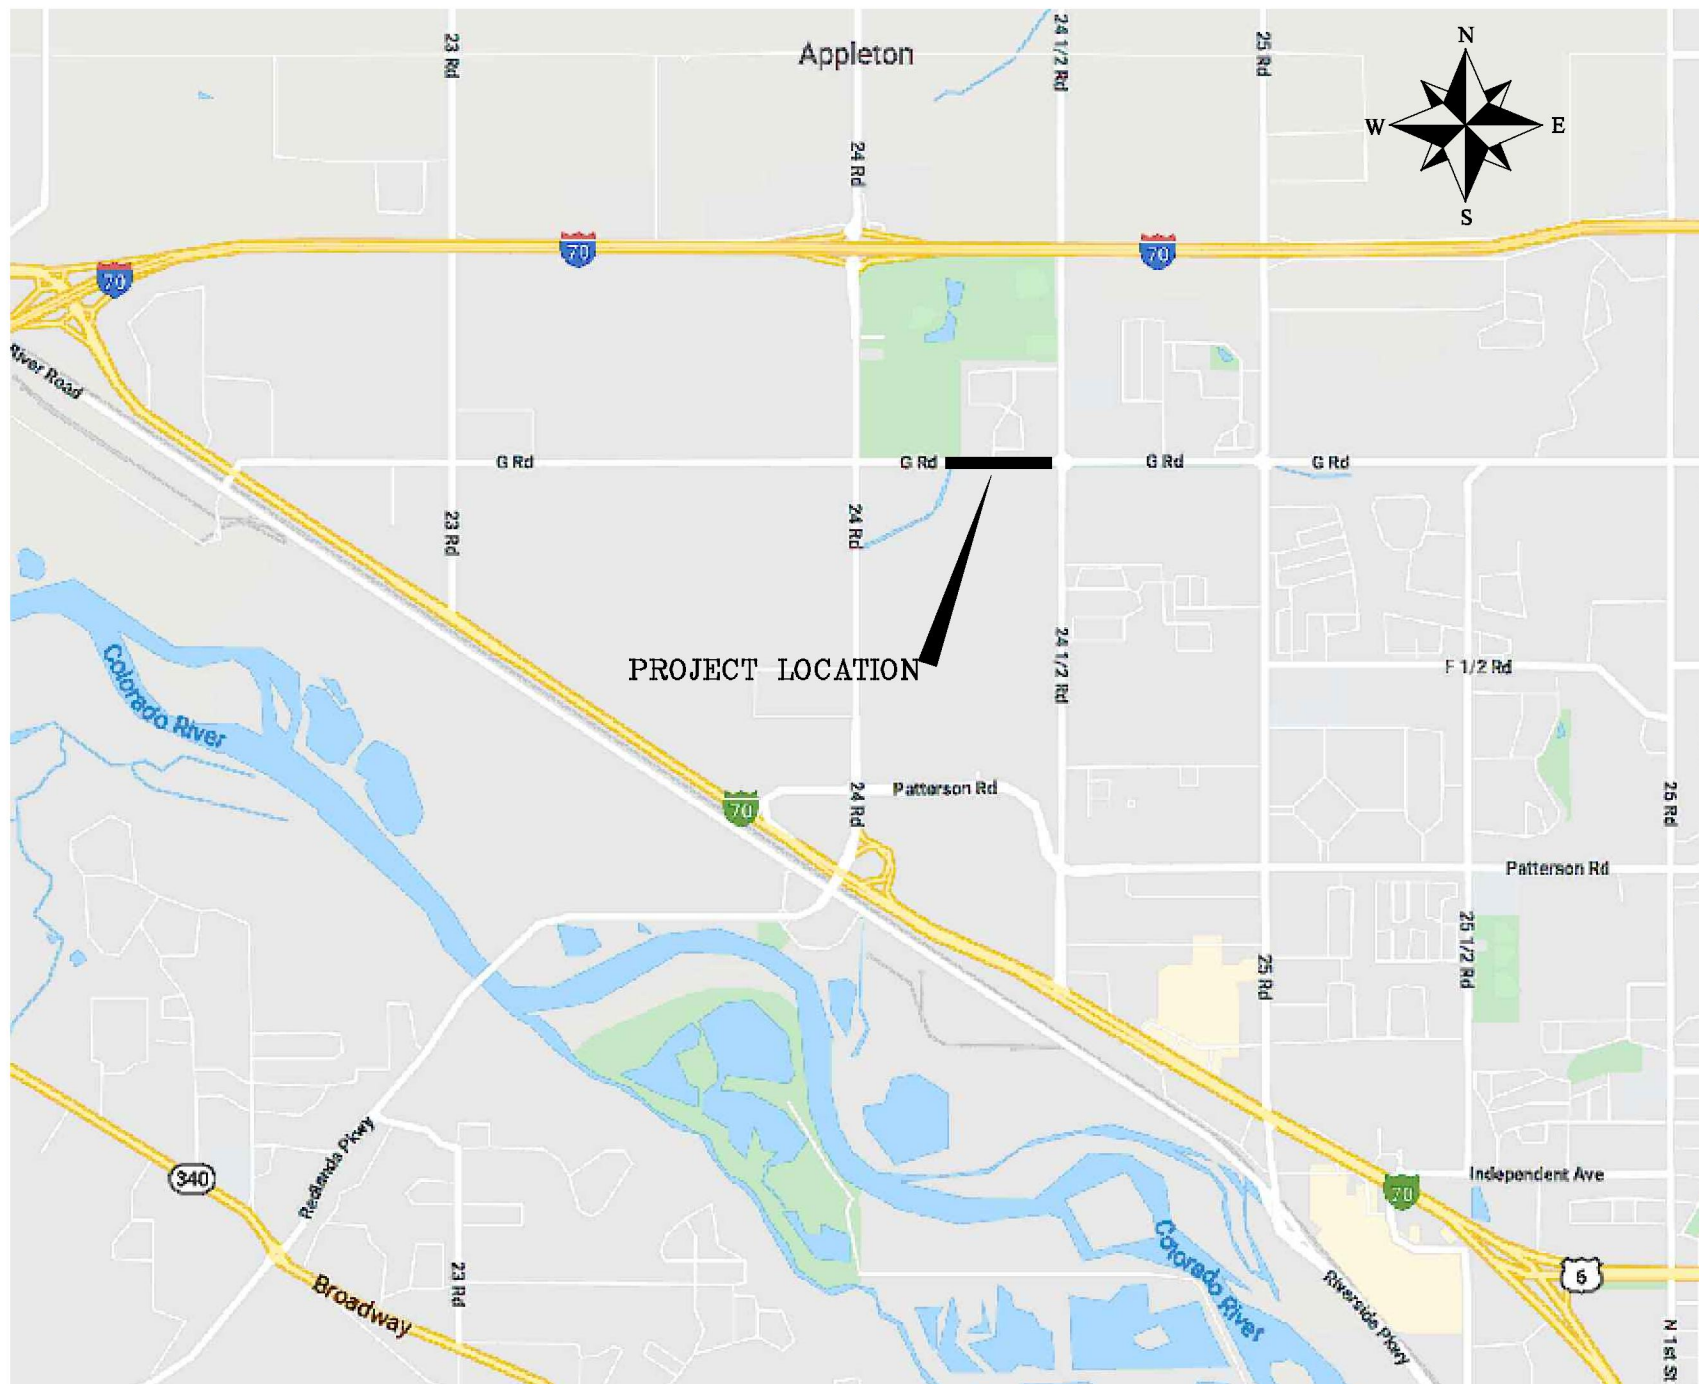 Appleton
N
W E
S
23 Rd
24 1/2 Rd
25 Rd
24 Rd
70
70
70
River Road
G Rd
G Rd
G Rd
G Rd
23 Rd
24 Rd
PROJECT LOCATION
24 1/2 Rd
F 1/2 Rd
Colorado River
70
Patterson Rd
24 Rd
25 Rd
Patterson Rd
25 1/2 Rd
25 Rd
340
Redlands Pkwy
Independent Ave
70
Colorado River
23 Rd
Broadway
6
Riverside Pkwy
N 1st St